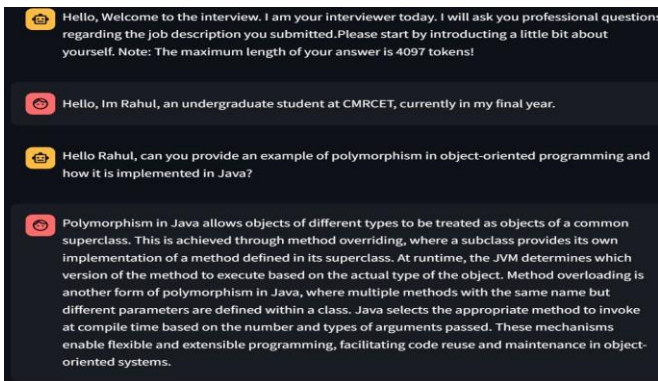 Hello, Welcome to the interview. I am your interviewer today. I will ask you professional questions
regarding the job description you submitted.Please start by introducting a little bit about
yourself. Note: The maximum length of your answer is 4097 tokens!
Hello, Im Rahul, an undergraduate student at CMRCET, currently in my final year.
Hello Rahul, can you provide an example of polymorphism in object-oriented programming and
how it is implemented in Java?
Polymorphism in Java allows objects of different types to be treated as objects of a common
superclass. This is achieved through method overriding, where a subclass provides its own
implementation of a method defined in its superclass. At runtime, the JVM determines which
version of the method to execute based on the actual type of the object. Method overloading is
another form of polymorphism in Java, where multiple methods with the same name but
different parameters are defined within a class. Java selects the appropriate method to invoke
at compile time based on the number and types of arguments passed. These mechanisms
enable flexible and extensible programming, facilitating code reuse and maintenance in object-
oriented systems.